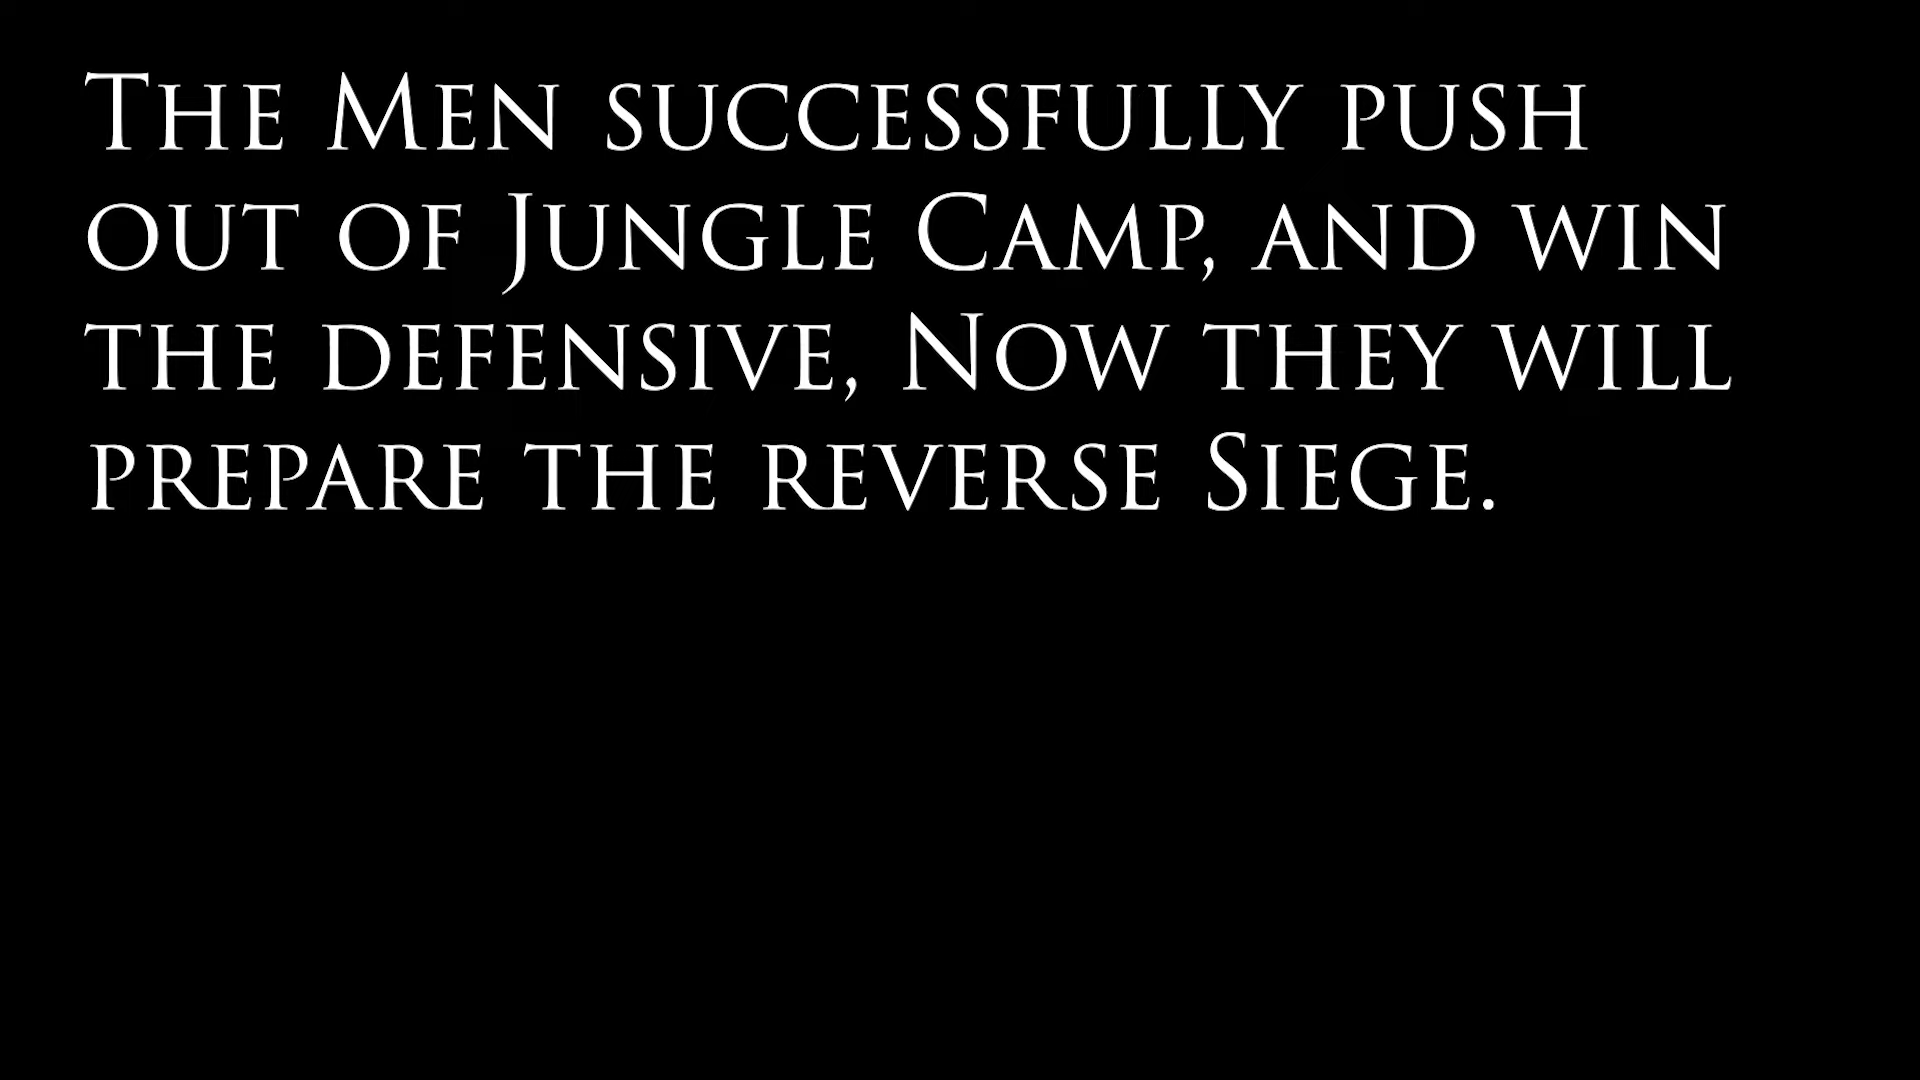 The Men successfully push
out of Jungle Camp, and win
the defensive, Now they will
prepare the reverse Siege.